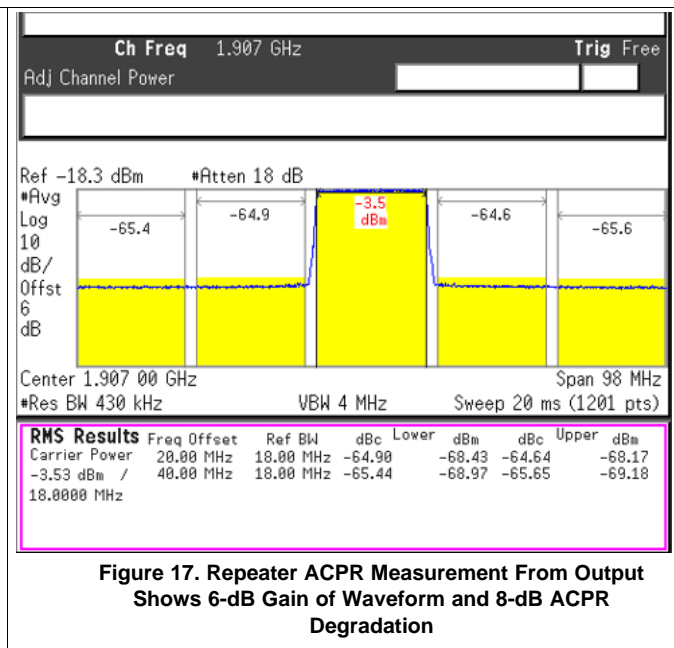 Ch Freq 1.907 GHz Trig Free
Adj Channel Power
Ref -18.3 dBm #Atten 18 dB
#Avg
Log
10
dB/
Offst
6
dB
-65.4
-64.9
-3.5
dBm
-64.6
-65.6
Center 1.907 00 GHz Span 98 MHz
#Res BW 430 kHz VBW 4 MHz Sweep 20 ms (1201 pts)
RMS Results Freq Offset Ref BW dBc Lower dBm dBc Upper dBm
Carrier Power 20.00 MHz 18.00 MHz -64.90 -68.43 -64.64 -68.17
-3.53 dBm / 40.00 MHz 18.00 MHz -65.44 -68.97 -65.65 -69.18
18.0000 MHz
Figure 17. Repeater ACPR Measurement From Output
Shows 6-dB Gain of Waveform and 8-dB ACPR
Degradation